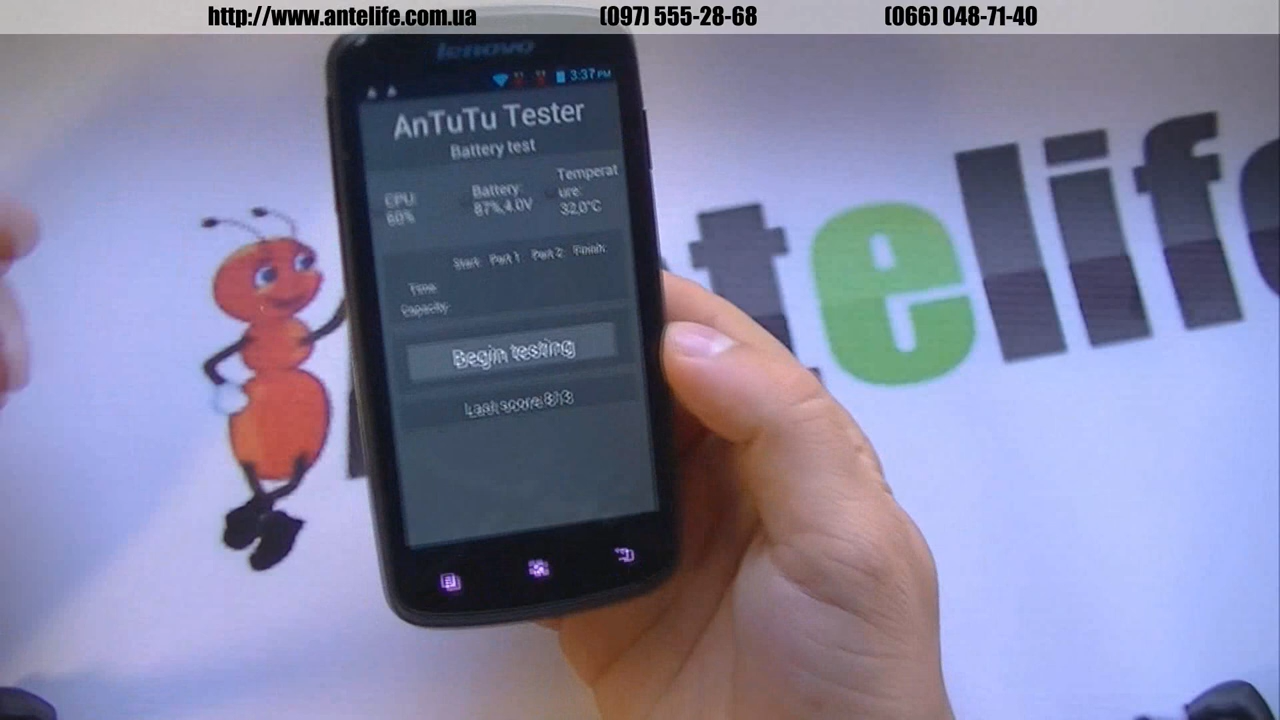 http://www.antelife.com.ua (097) 555-28-68 (066) 048-71-40
lenovo
3:37 PM
AnTuTu Tester
Battery test
CPU: Battery: Temperat
ure:
60% 87%,4.0V 32.0°C
Start Part 1 Part 2 Finish
Time
Capacity
Begin testing
Last score:813
telife